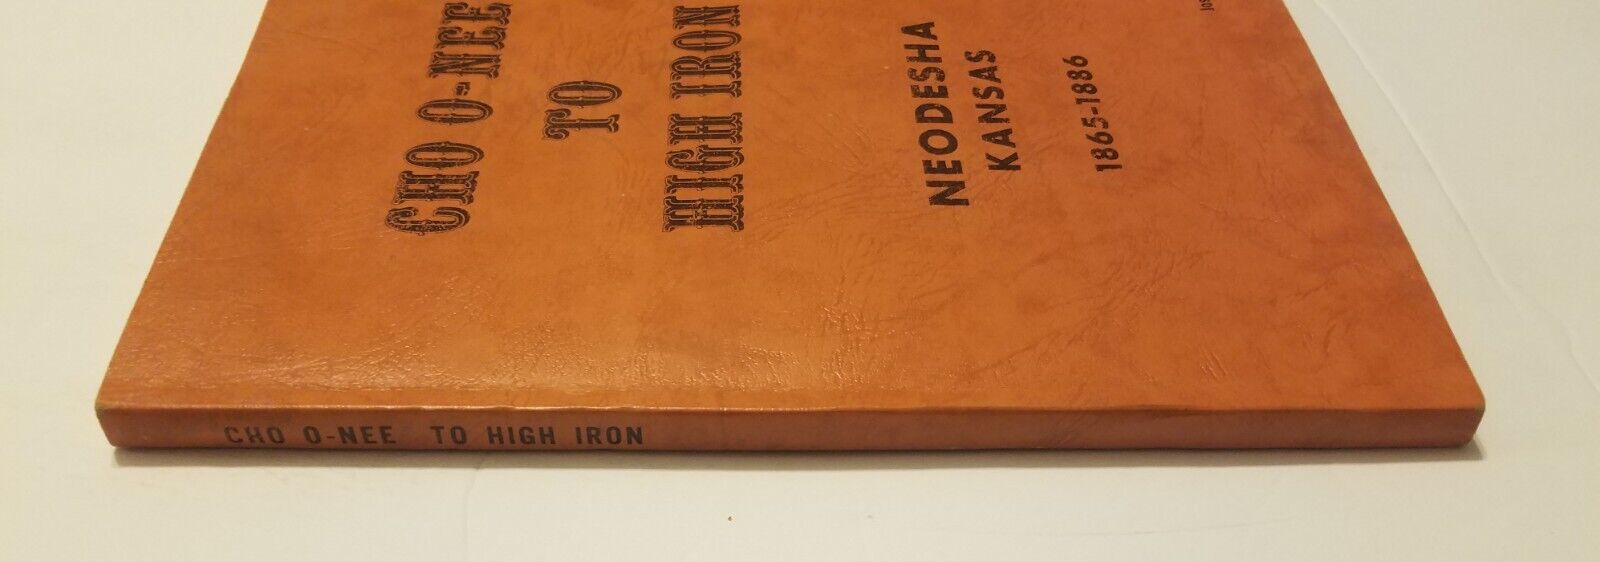 CHO O-NEE
TO
HIGH IRON
NEODESHA
KANSAS
1865-1886
CHO O-NEE TO HIGH IRON